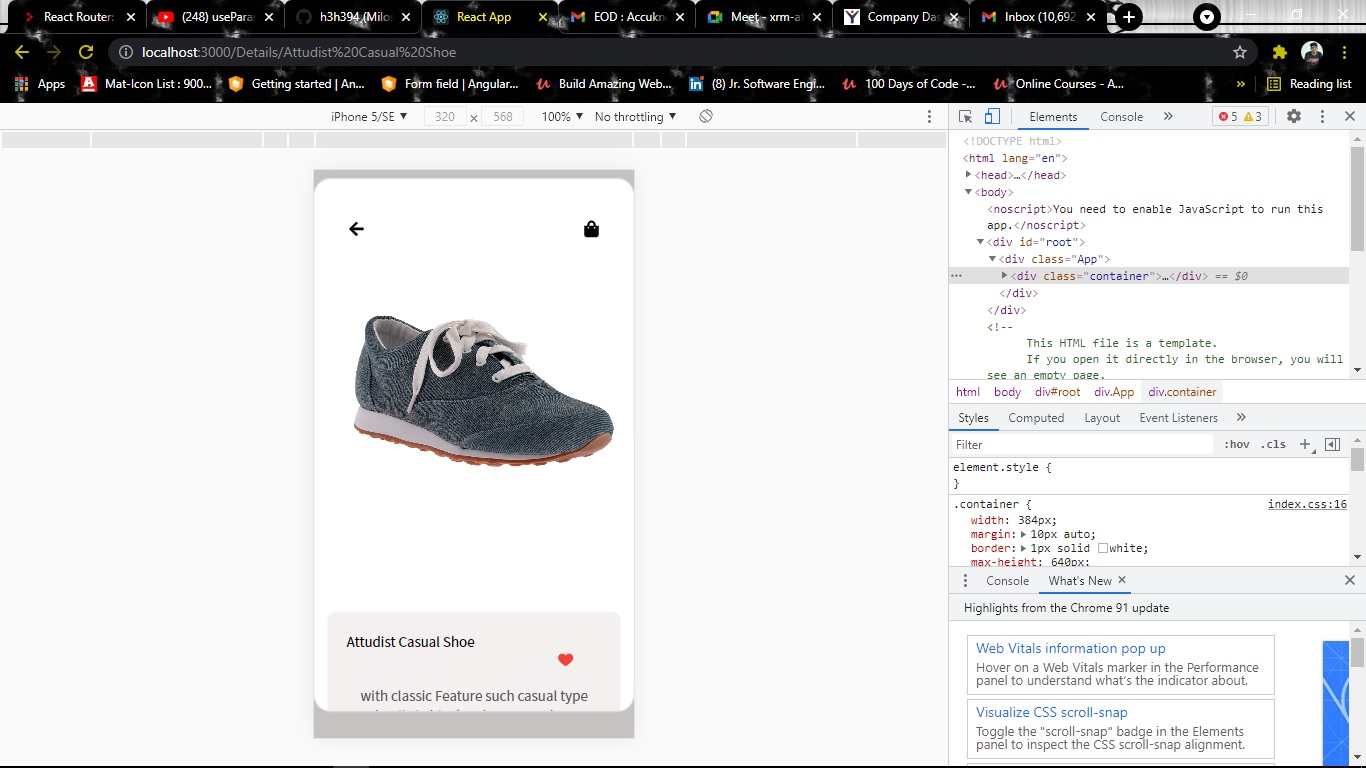 React Router:
(248) usePara
h3h394 (Milos
React App
EOD : Accukn
Meet - xrm-a
Company Das
Inbox (10,692
localhost:3000/Details/Attudist%20Casual%20Shoe
Apps
Mat-Icon List : 900...
Getting started | An...
Form field | Angular...
Build Amazing Web...
(8) Jr. Software Engi...
100 Days of Code -...
Online Courses - A...
»
Reading list
iPhone 5/SE ▼ 320 × 568 100% ▼ No throttling ▼
Elements Console » 5 3
<!DOCTYPE html>
<html lang="en">
<head>…</head>
<body>
<noscript>You need to enable JavaScript to run this
app.</noscript>
<div id="root">
<div class="App">
<div class="container">…</div> == $0
</div>
</div>
<!--
This HTML file is a template.
If you open it directly in the browser, you will
see an empty page.
html body div#root div.App div.container
Styles Computed Layout Event Listeners »
Filter :hov .cls +
element.style {
}
.container { index.css:16
width: 384px;
margin: 10px auto;
border: 1px solid white;
max-height: 640px;
Console What's New ×
Highlights from the Chrome 91 update
Web Vitals information pop up
Hover on a Web Vitals marker in the Performance
panel to understand what's the indicator about.
Visualize CSS scroll-snap
Toggle the "scroll-snap" badge in the Elements
panel to inspect the CSS scroll-snap alignment.
Attudist Casual Shoe
with classic Feature such casual type